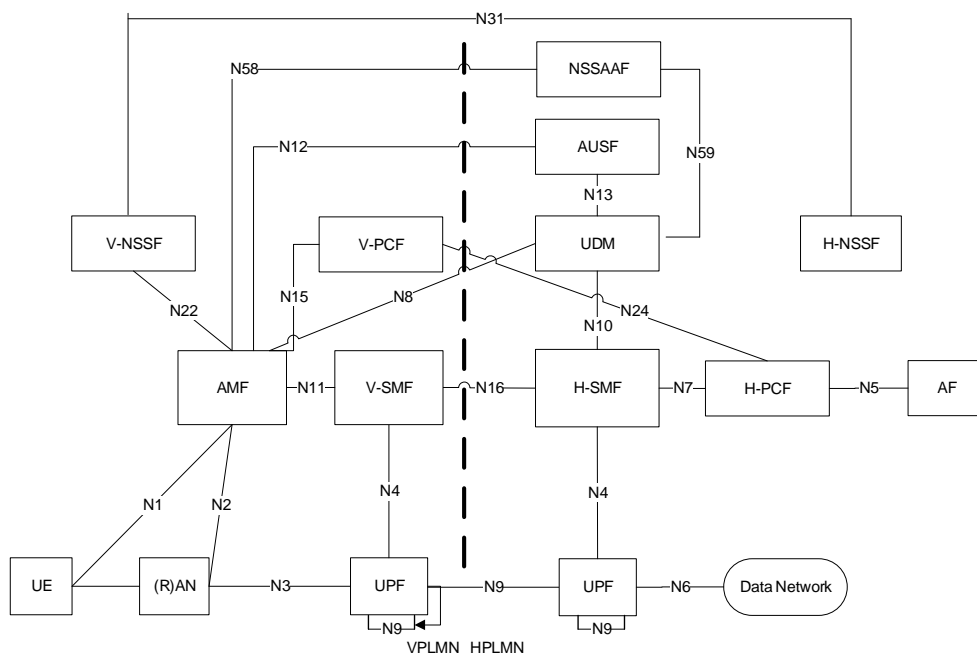 N31
N58
NSSAAF
N12
AUSF
N59
N13
V-NSSF
V-PCF
UDM
H-NSSF
N22
N15
N8
N24
N10
AMF
N11
V-SMF
N16
H-SMF
N7
H-PCF
N5
AF
N1
N2
N4
N4
UE
(R)AN
N3
UPF
N9
UPF
N6
Data Network
N9
N9
VPLMN HPLMN